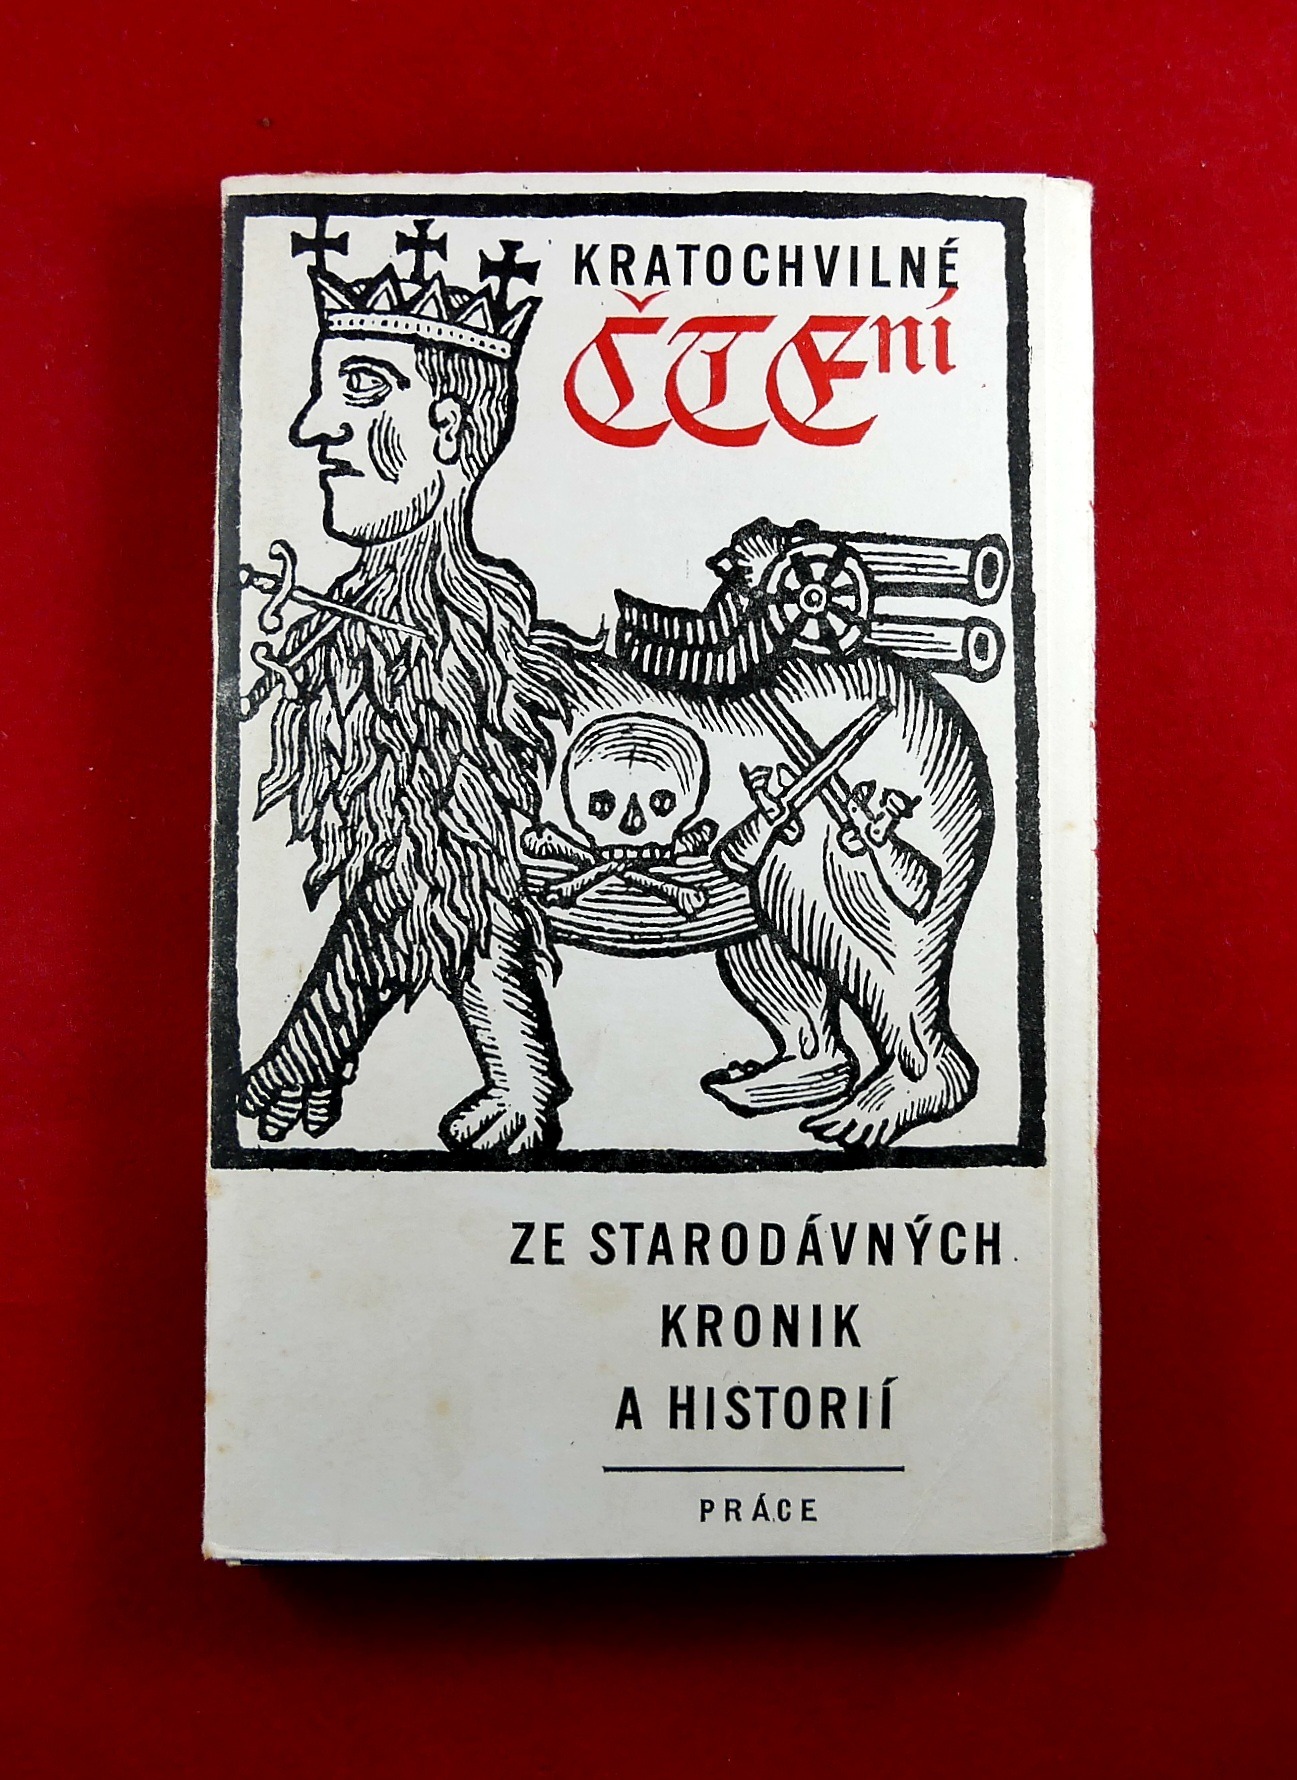 KRATOCHVILNÉ
ČTEní
ZE STARODÁVNÝCH
KRONIK
A HISTORIÍ
PRÁCE